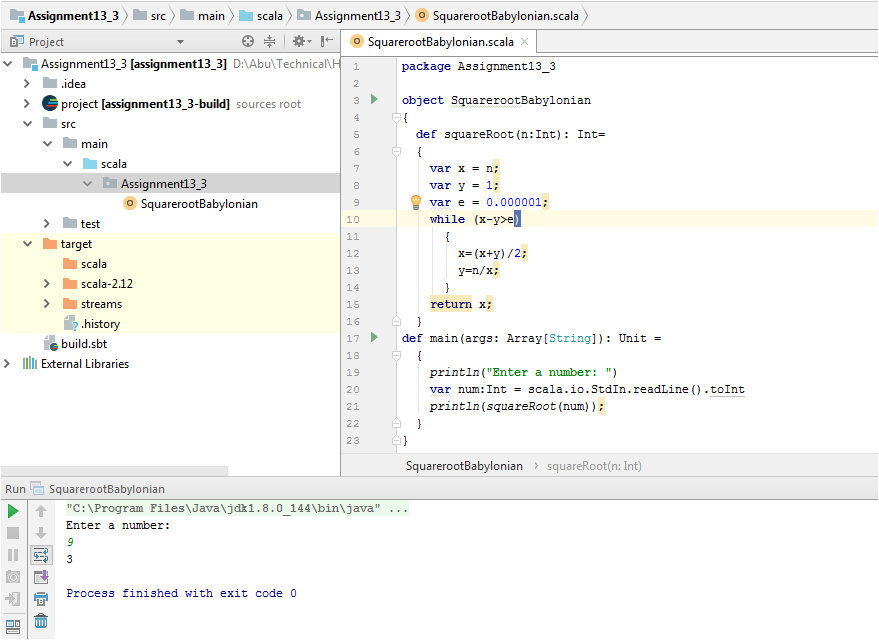 Assignment13_3 src main scala Assignment13_3 SquarerootBabylonian.scala
Project
SquarerootBabylonian.scala
Assignment13_3 [assignment13_3] D:\Abu\Technical\H
.idea
project [assignment13_3-build] sources root
src
main
scala
Assignment13_3
SquarerootBabylonian
test
target
scala
scala-2.12
streams
.history
build.sbt
External Libraries
1 package Assignment13_3
2
3 object SquarerootBabylonian
4 {
5 def squareRoot(n:Int): Int=
6 {
7 var x = n;
8 var y = 1;
9 var e = 0.000001;
10 while (x-y>e)
11 {
12 x=(x+y)/2;
13 y=n/x;
14 }
15 return x;
16 }
17 def main(args: Array[String]): Unit =
18 {
19 println("Enter a number: ")
20 var num:Int = scala.io.StdIn.readLine().toInt
21 println(squareRoot(num));
22 }
23 }
SquarerootBabylonian squareRoot(n: Int)
Run SquarerootBabylonian
"C:\Program Files\Java\jdk1.8.0_144\bin\java" ...
Enter a number:
9
3
Process finished with exit code 0